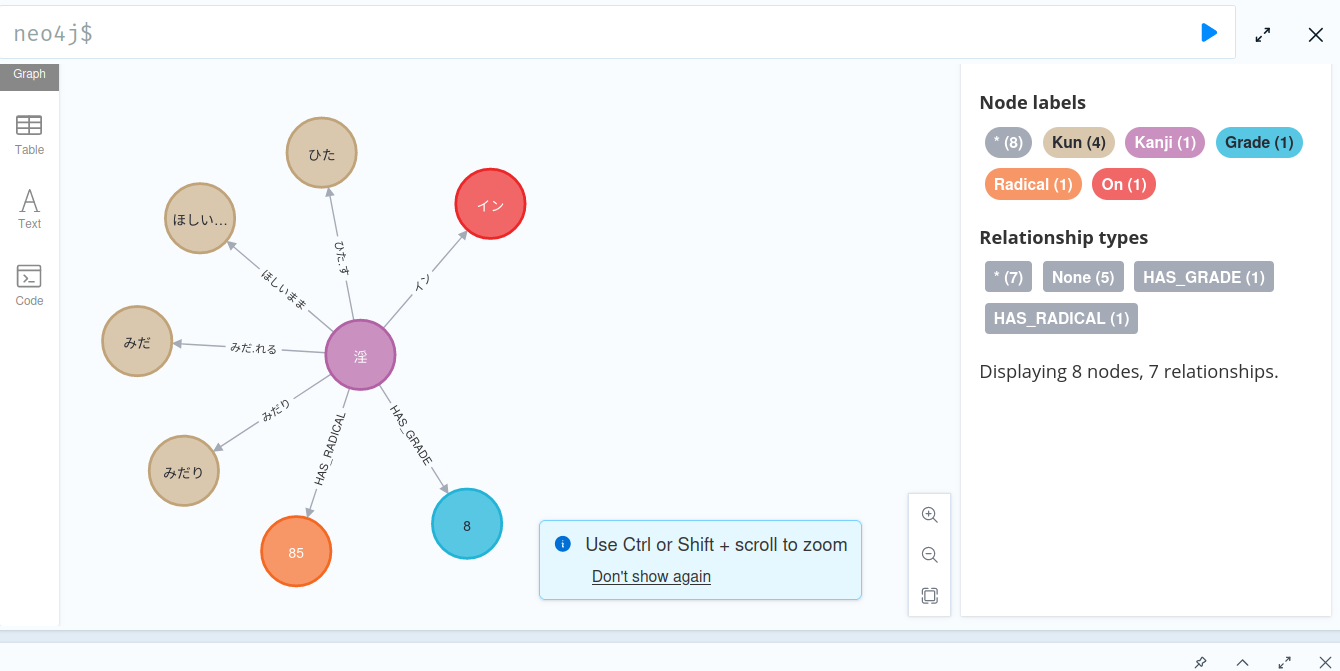 neo4j$
Graph
Table
Text
Code
ひた
イン
ほしい...
ひた.す
ほしいまま
イン
みだ
みだ.れる
淫
みだり
HAS_RADICAL
HAS_GRADE
みだり
85
8
Use Ctrl or Shift + scroll to zoom
Don't show again
Node labels
* (8)
Kun (4)
Kanji (1)
Grade (1)
Radical (1)
On (1)
Relationship types
* (7)
None (5)
HAS_GRADE (1)
HAS_RADICAL (1)
Displaying 8 nodes, 7 relationships.